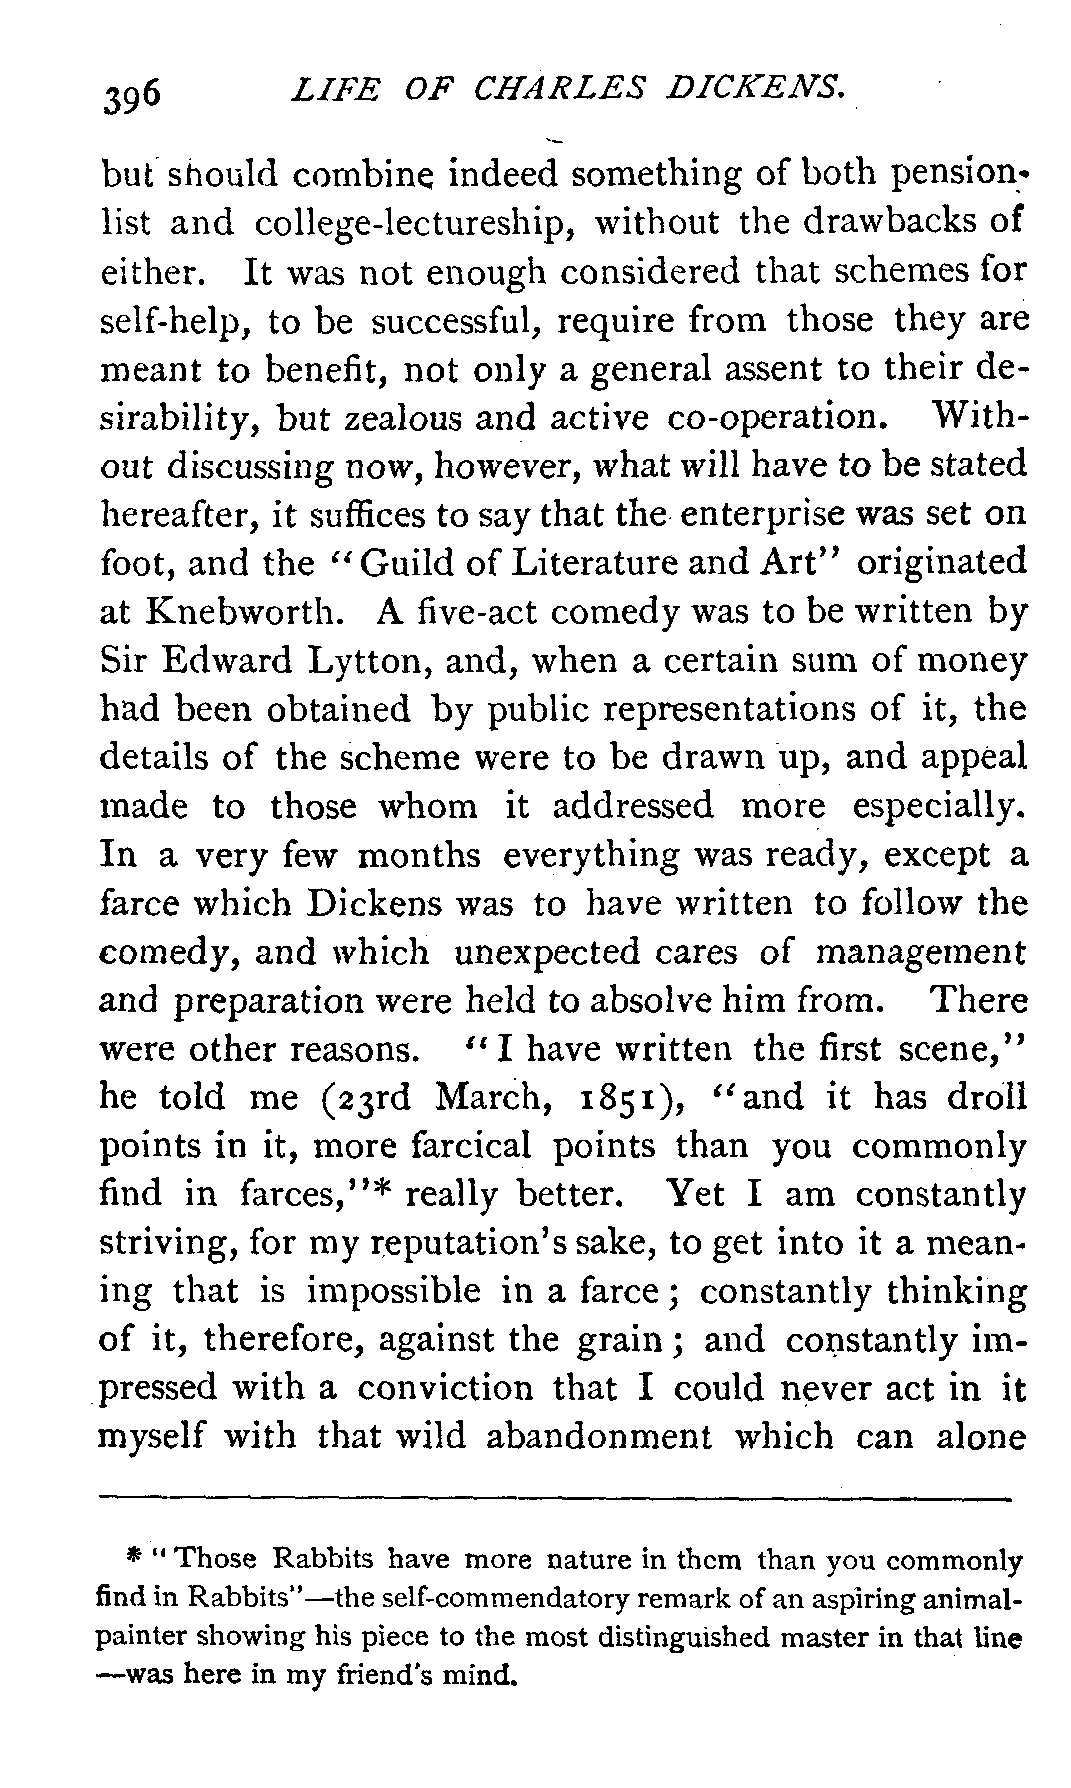 396 LIFE OF CHARLES DICKENS.
but should combine indeed something of both pension-
list and college-lectureship, without the drawbacks of
either. It was not enough considered that schemes for
self-help, to be successful, require from those they are
meant to benefit, not only a general assent to their de-
sirability, but zealous and active co-operation. With-
out discussing now, however, what will have to be stated
hereafter, it suffices to say that the enterprise was set on
foot, and the "Guild of Literature and Art" originated
at Knebworth. A five-act comedy was to be written by
Sir Edward Lytton, and, when a certain sum of money
had been obtained by public representations of it, the
details of the scheme were to be drawn up, and appeal
made to those whom it addressed more especially.
In a very few months everything was ready, except a
farce which Dickens was to have written to follow the
comedy, and which unexpected cares of management
and preparation were held to absolve him from. There
were other reasons. "I have written the first scene,"
he told me (23rd March, 1851), "and it has droll
points in it, more farcical points than you commonly
find in farces,"* really better. Yet I am constantly
striving, for my reputation's sake, to get into it a mean-
ing that is impossible in a farce; constantly thinking
of it, therefore, against the grain; and constantly im-
pressed with a conviction that I could never act in it
myself with that wild abandonment which can alone
* "Those Rabbits have more nature in them than you commonly
find in Rabbits"—the self-commendatory remark of an aspiring animal-
painter showing his piece to the most distinguished master in that line
—was here in my friend's mind.